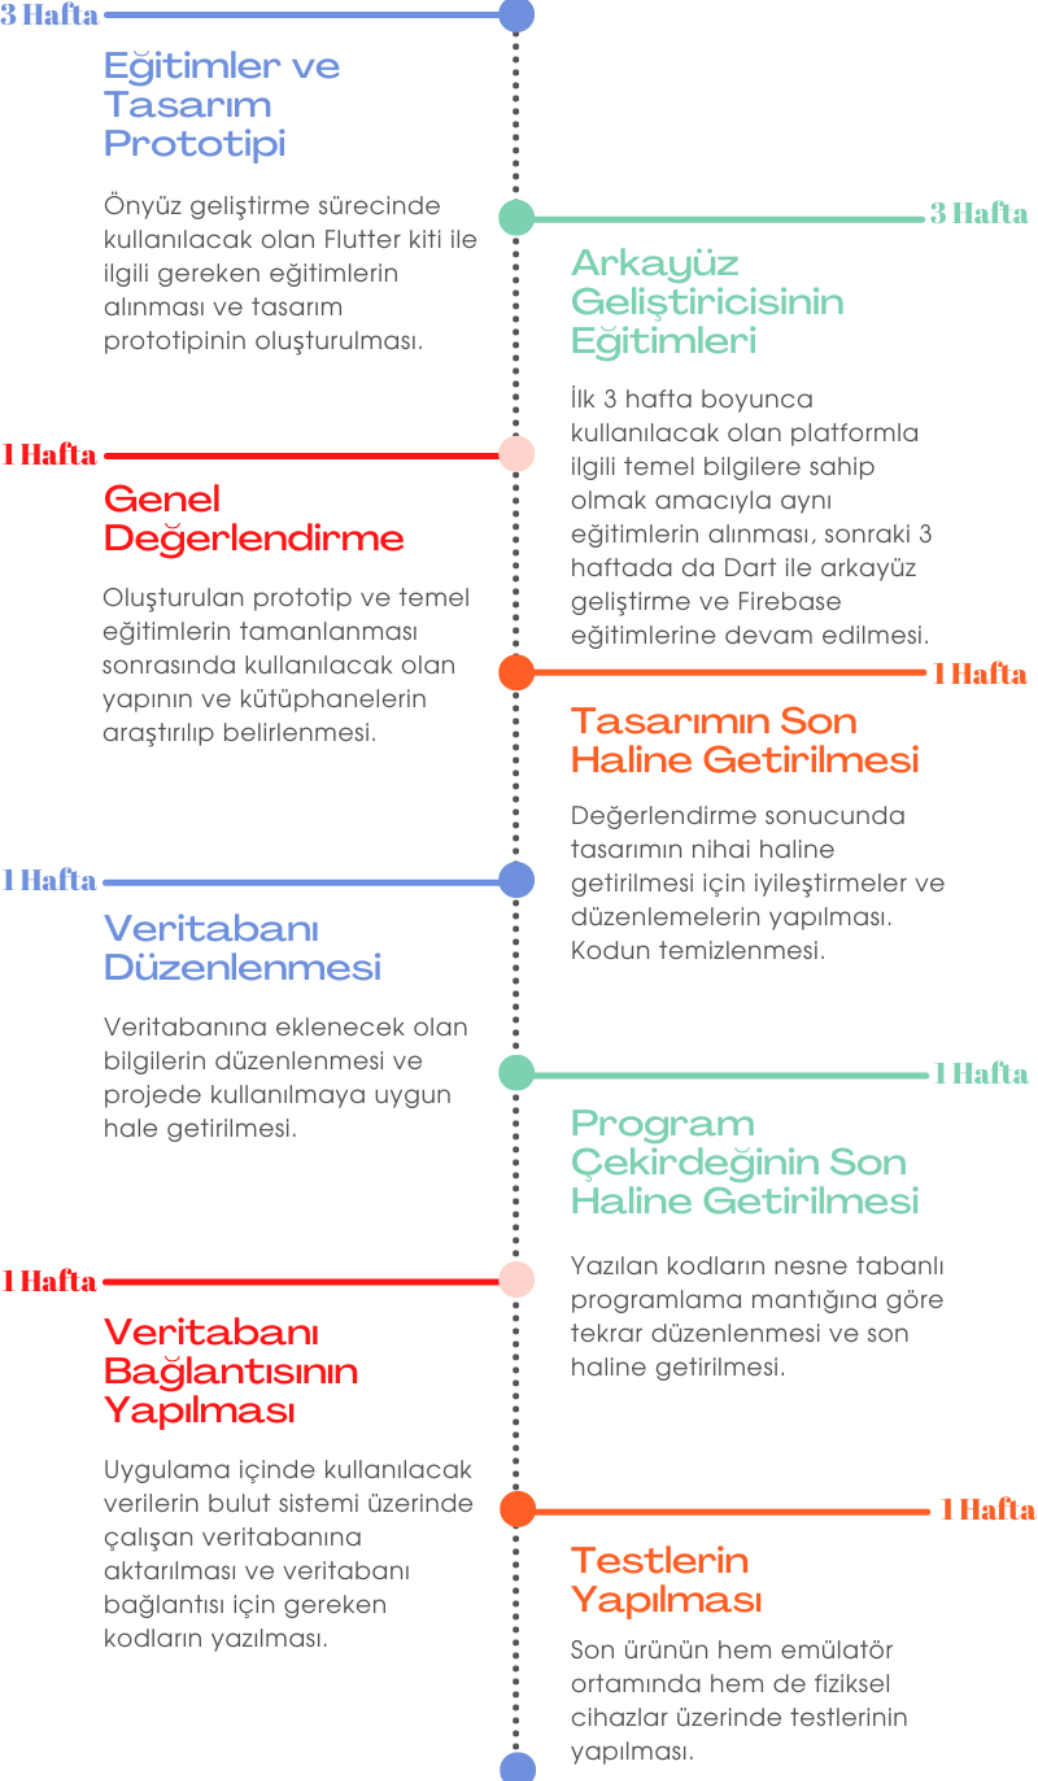 3 Hafta
Eğitimler ve
Tasarım
Prototipi
Önyüz geliştirme sürecinde
kullanılacak olan Flutter kiti ile
ilgili gereken eğitimlerin
alınması ve tasarım
prototipinin oluşturulması.
3 Hafta
Arkayüz
Geliştiricisinin
Eğitimleri
İlk 3 hafta boyunca
kullanılacak olan platformla
ilgili temel bilgilere sahip
olmak amacıyla aynı
eğitimlerin alınması, sonraki 3
haftada da Dart ile arkayüz
geliştirme ve Firebase
eğitimlerine devam edilmesi.
1 Hafta
Genel
Değerlendirme
Oluşturulan prototip ve temel
eğitimlerin tamanlanması
sonrasında kullanılacak olan
yapının ve kütüphanelerin
araştırılıp belirlenmesi.
1 Hafta
Tasarımın Son
Haline Getirilmesi
Değerlendirme sonucunda
tasarımın nihai haline
getirilmesi için iyileştirmeler ve
düzenlemelerin yapılması.
Kodun temizlenmesi.
1 Hafta
Veritabanı
Düzenlenmesi
Veritabanına eklenecek olan
bilgilerin düzenlenmesi ve
projede kullanılmaya uygun
hale getirilmesi.
1 Hafta
Program
Çekirdeğinin Son
Haline Getirilmesi
Yazılan kodların nesne tabanlı
programlama mantığına göre
tekrar düzenlenmesi ve son
haline getirilmesi.
1 Hafta
Veritabanı
Bağlantısının
Yapılması
Uygulama içinde kullanılacak
verilerin bulut sistemi üzerinde
çalışan veritabanına
aktarılması ve veritabanı
bağlantısı için gereken
kodların yazılması.
1 Hafta
Testlerin
Yapılması
Son ürünün hem emülatör
ortamında hem de fiziksel
cihazlar üzerinde testlerinin
yapılması.